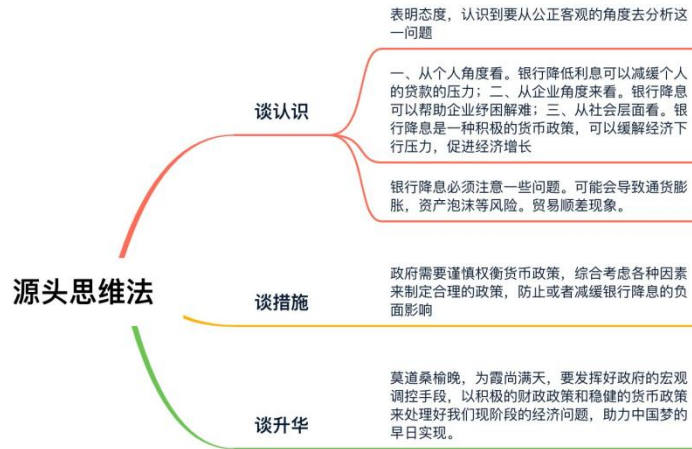 源头思维法
谈认识
表明态度，认识到要从公正客观的角度去分析这
一问题
一、从个人角度看。银行降低利息可以减缓个人
的贷款的压力；二、从企业角度来看。银行降息
可以帮助企业纾困解难；三、从社会层面看。银
行降息是一种积极的货币政策，可以缓解经济下
行压力，促进经济增长
银行降息必须注意一些问题。可能会导致通货膨
胀，资产泡沫等风险。贸易顺差现象。
谈措施
政府需要谨慎权衡货币政策，综合考虑各种因素
来制定合理的政策，防止或者减缓银行降息的负
面影响
谈升华
莫道桑榆晚，为霞尚满天，要发挥好政府的宏观
调控手段，以积极的财政政策和稳健的货币政策
来处理好我们现阶段的经济问题，助力中国梦的
早日实现。